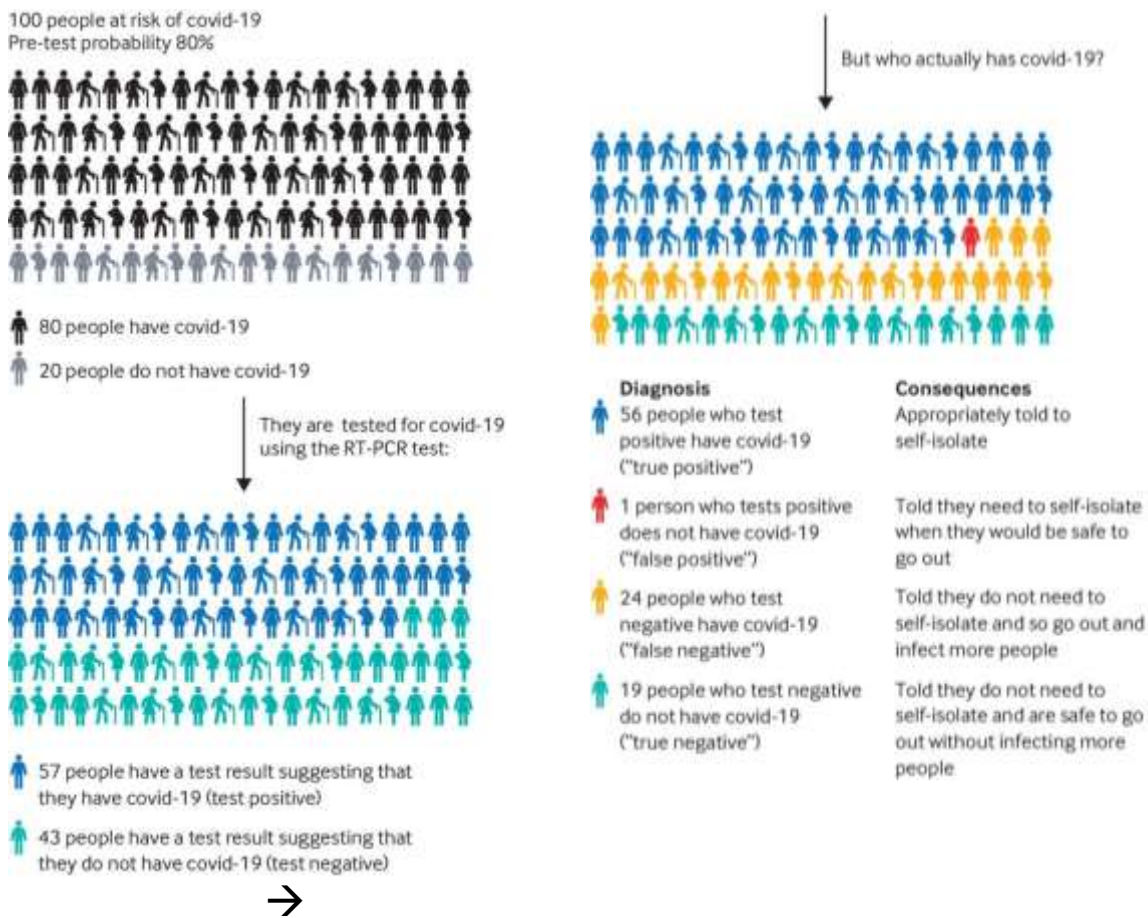 100 people at risk of covid-19
Pre-test probability 80%
80 people have covid-19
20 people do not have covid-19
They are tested for covid-19
using the RT-PCR test:
57 people have a test result suggesting that
they have covid-19 (test positive)
43 people have a test result suggesting that
they do not have covid-19 (test negative)
But who actually has covid-19?
Diagnosis
56 people who test
positive have covid-19
("true positive")
Consequences
Appropriately told to
self-isolate
1 person who tests positive
does not have covid-19
("false positive")
Told they need to self-isolate
when they would be safe to
go out
24 people who test
negative have covid-19
("false negative")
Told they do not need to
self-isolate and so go out and
infect more people
19 people who test negative
do not have covid-19
("true negative")
Told they do not need to
self-isolate and are safe to go
out without infecting more
people